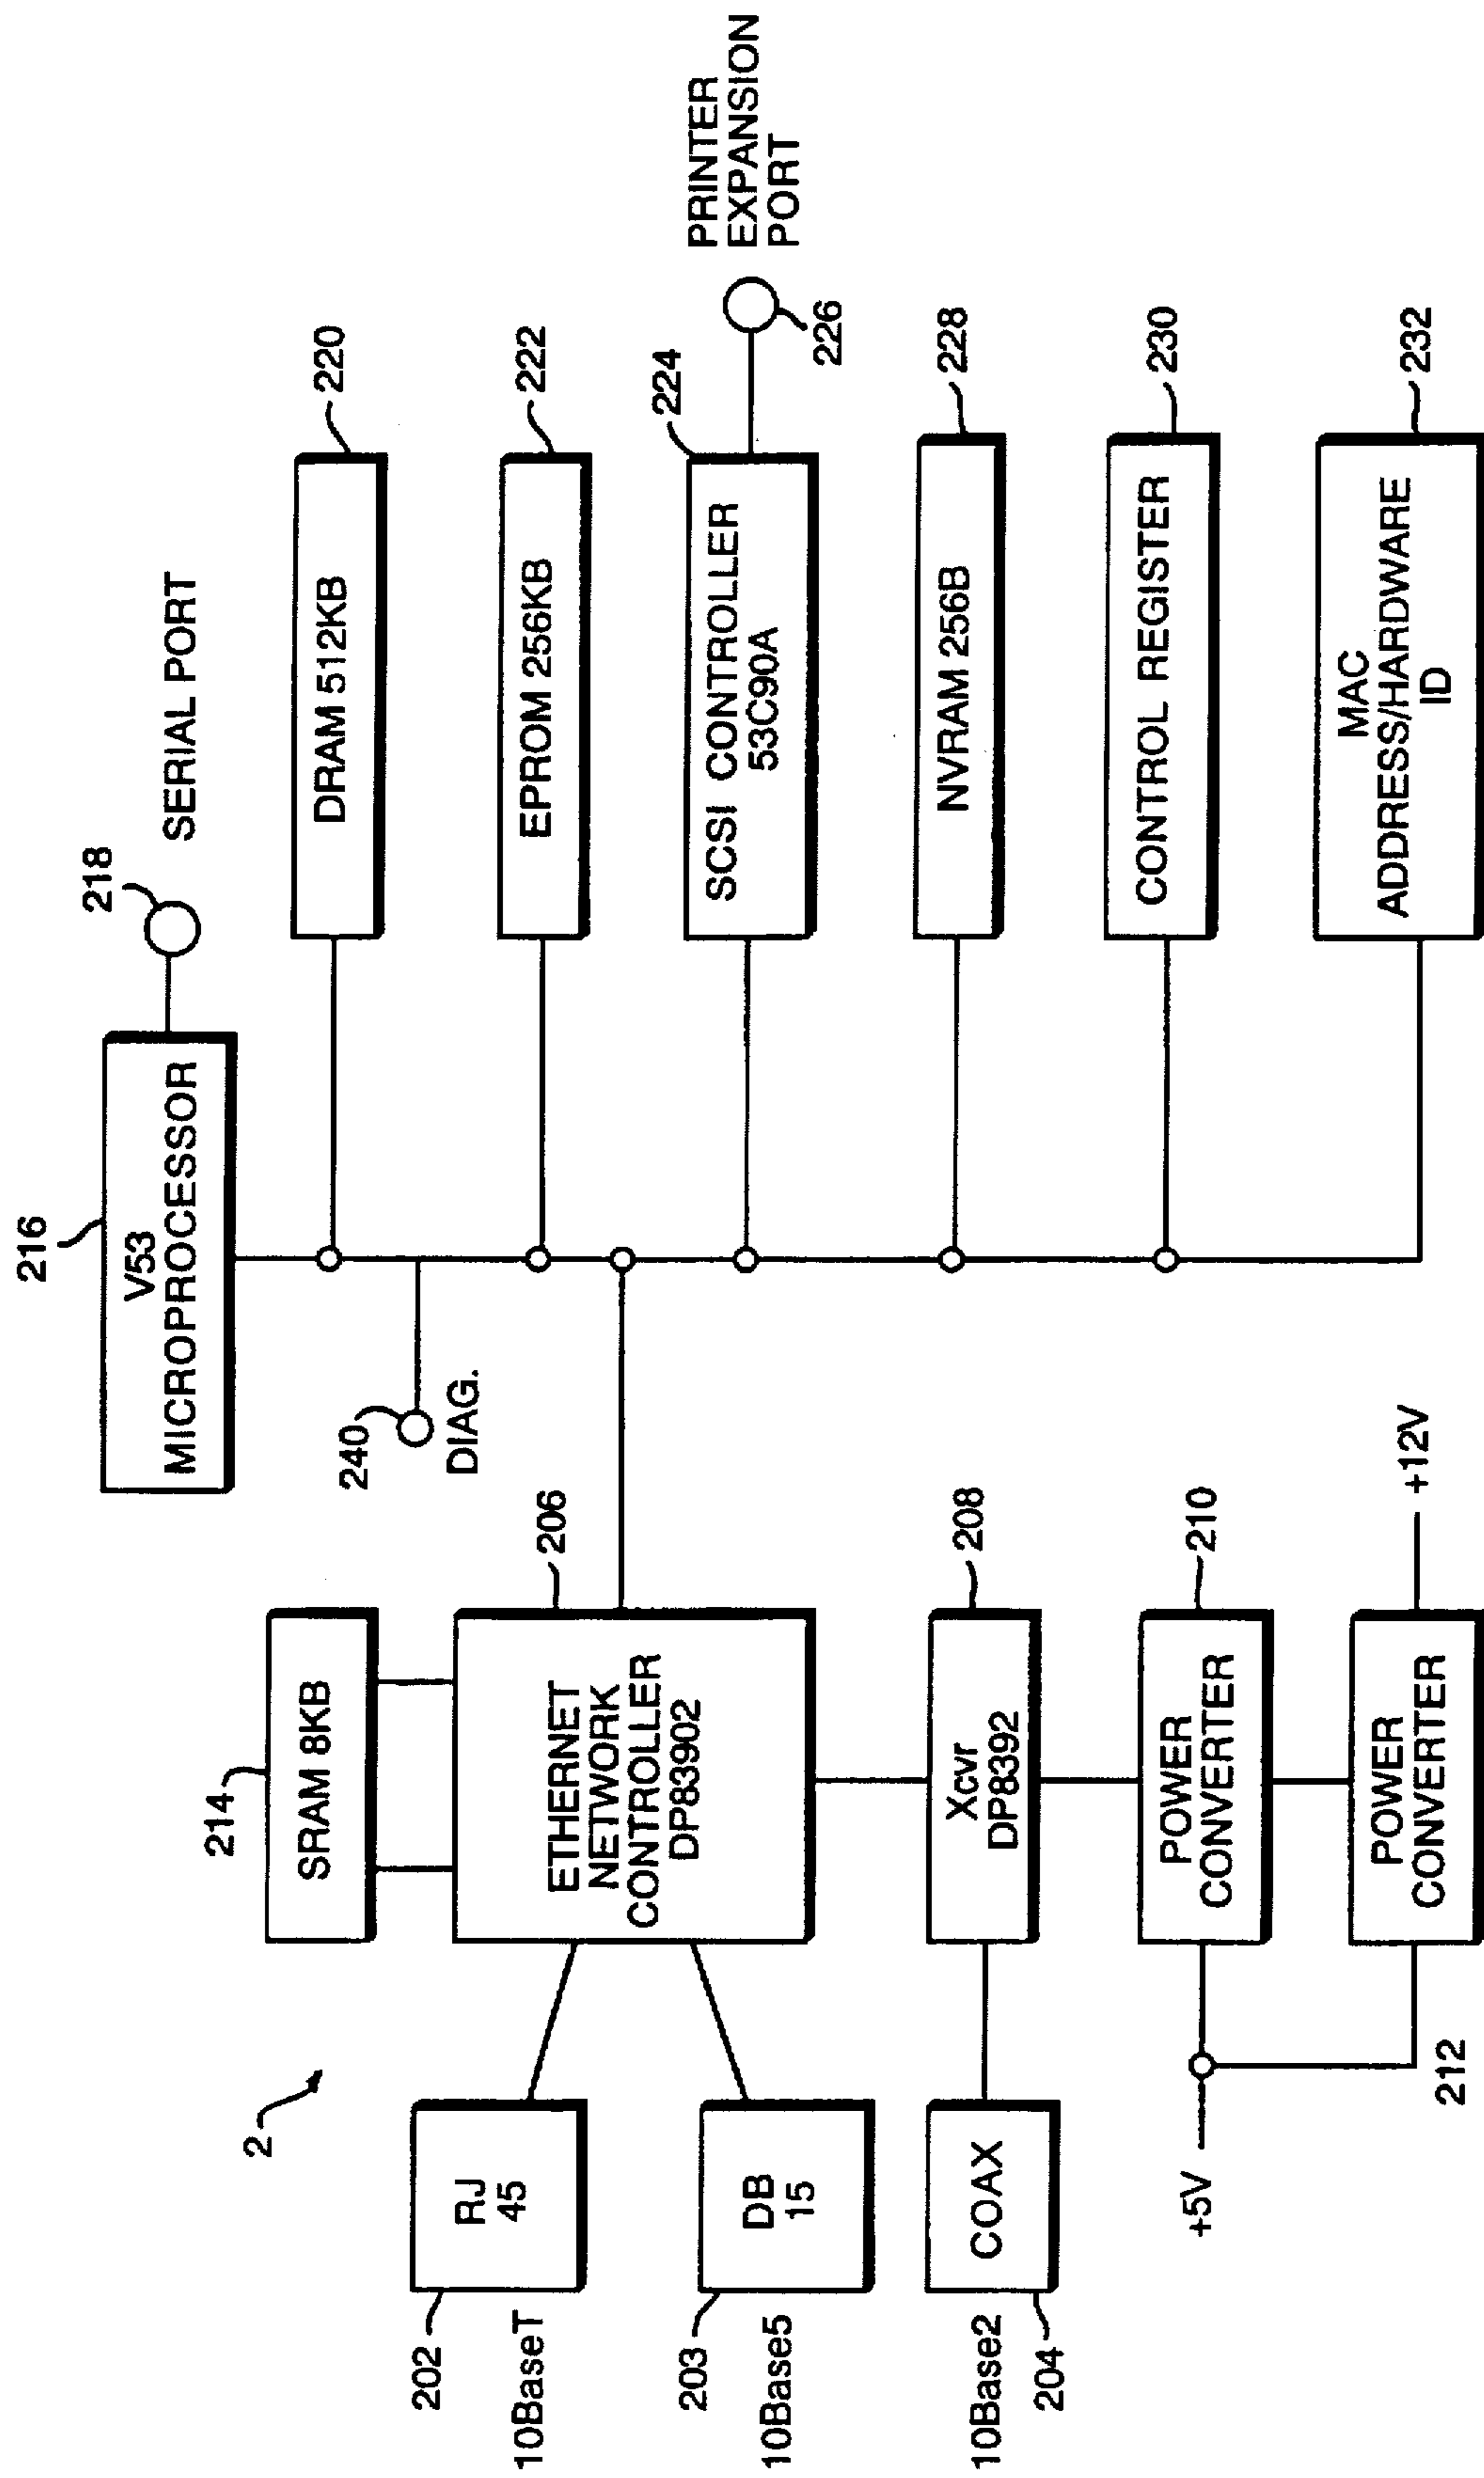 216
V53
MICROPROCESSOR
218
SERIAL PORT
240
DIAG.
220
DRAM 512KB
222
EPROM 256KB
224
SCSI CONTROLLER
53C90A
PRINTER
EXPANSION
PORT
226
228
NVRAM 256B
230
CONTROL REGISTER
232
MAC
ADDRESS/HARDWARE
ID
2
214
SRAM 8KB
206
ETHERNET
NETWORK
CONTROLLER
DP83902
202
RJ
45
10BaseT
203
DB
15
10Base5
10Base2
204
COAX
208
Xcvr
DP8392
210
POWER
CONVERTER
+5V
212
POWER
CONVERTER
+12V